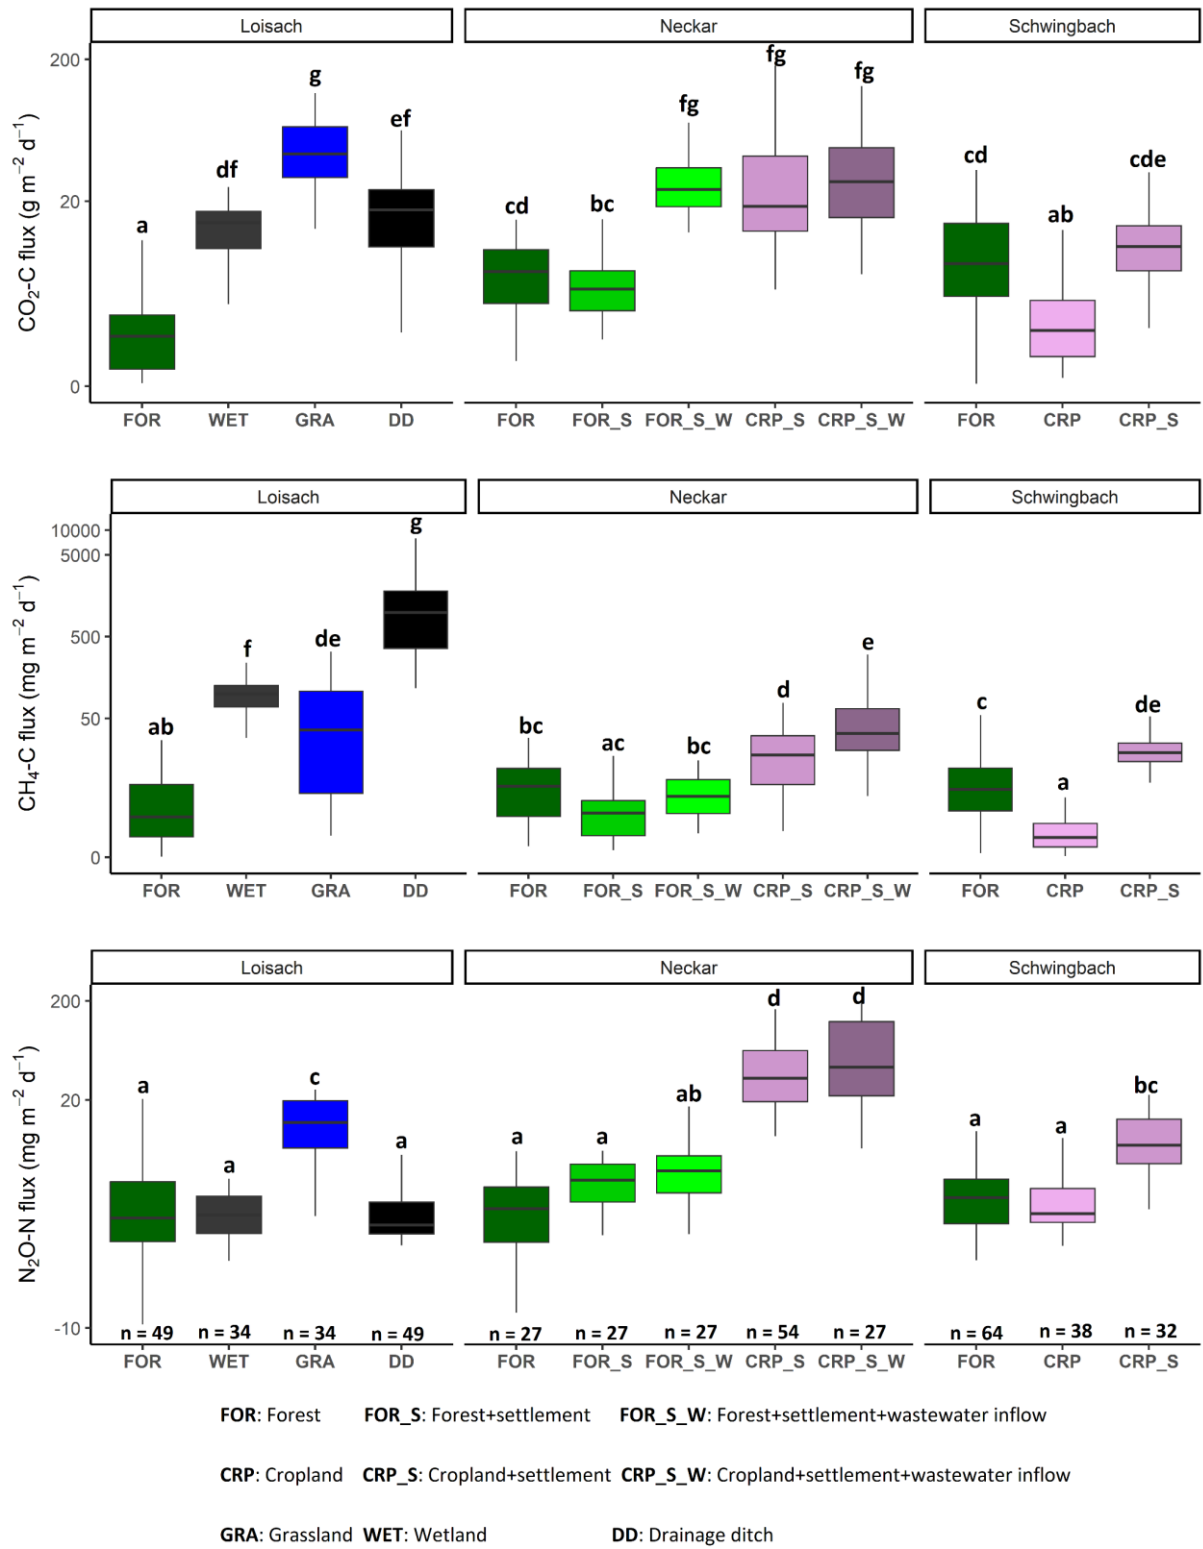 Loisach Neckar Schwingbach
CO₂-C flux (g m⁻² d⁻¹)
200
20
0
a df g ef
cd bc fg fg fg
cd ab cde
FOR WET GRA DD FOR FOR_S FOR_S_W CRP_S CRP_S_W FOR CRP CRP_S
Loisach Neckar Schwingbach
CH₄-C flux (mg m⁻² d⁻¹)
10000
5000
500
50
0
ab f de g
bc ac bc d e
c a de
FOR WET GRA DD FOR FOR_S FOR_S_W CRP_S CRP_S_W FOR CRP CRP_S
Loisach Neckar Schwingbach
N₂O-N flux (mg m⁻² d⁻¹)
200
20
-10
a a c a
a a ab d d
a a bc
n = 49 n = 34 n = 34 n = 49 n = 27 n = 27 n = 27 n = 54 n = 27 n = 64 n = 38 n = 32
FOR WET GRA DD FOR FOR_S FOR_S_W CRP_S CRP_S_W FOR CRP CRP_S
FOR: Forest FOR_S: Forest+settlement FOR_S_W: Forest+settlement+wastewater inflow
CRP: Cropland CRP_S: Cropland+settlement CRP_S_W: Cropland+settlement+wastewater inflow
GRA: Grassland WET: Wetland DD: Drainage ditch